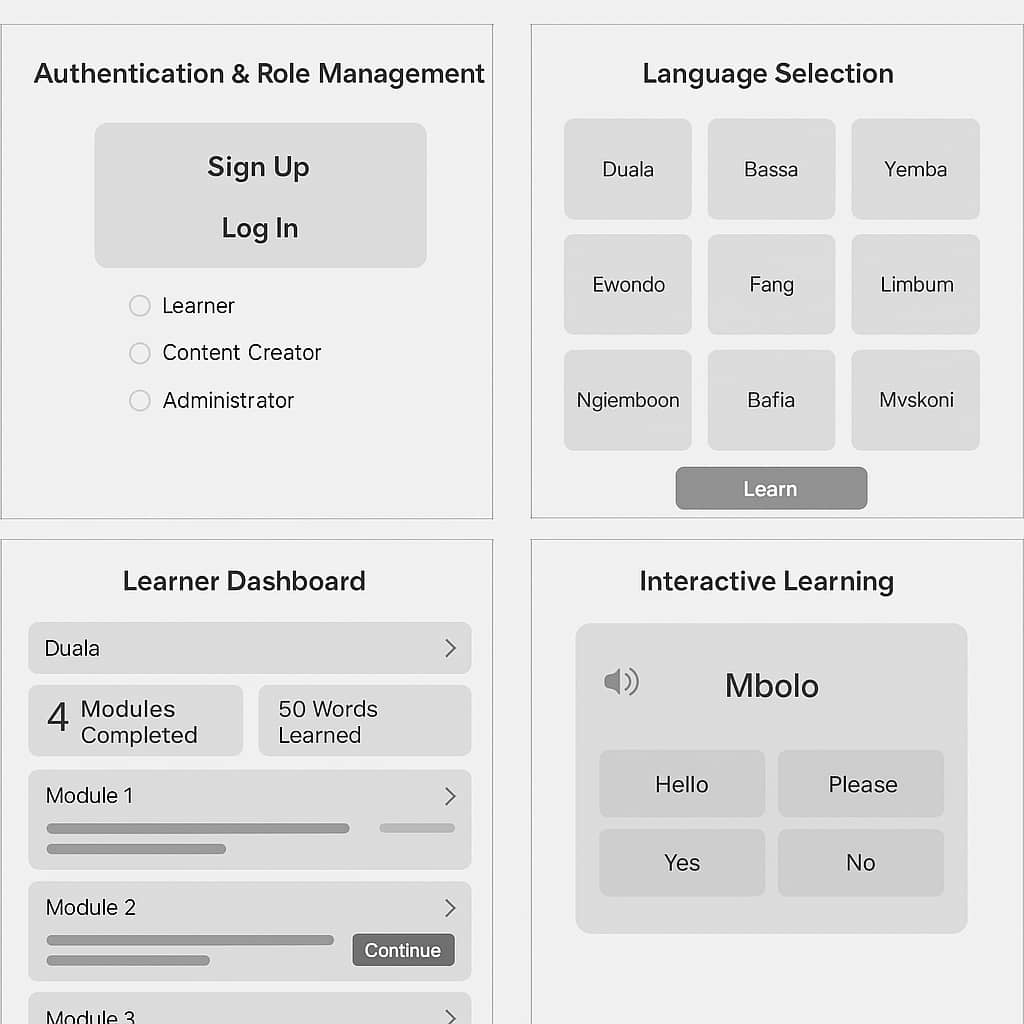 Authentication & Role Management
Sign Up
Log In
Learner
Content Creator
Administrator
Language Selection
Duala
Bassa
Yemba
Ewondo
Fang
Limbum
Ngiemboon
Bafia
Mvskoni
Learn
Learner Dashboard
Duala
4 Modules
Completed
50 Words
Learned
Module 1
Module 2
Continue
Module 3
Interactive Learning
Mbolo
Hello
Please
Yes
No